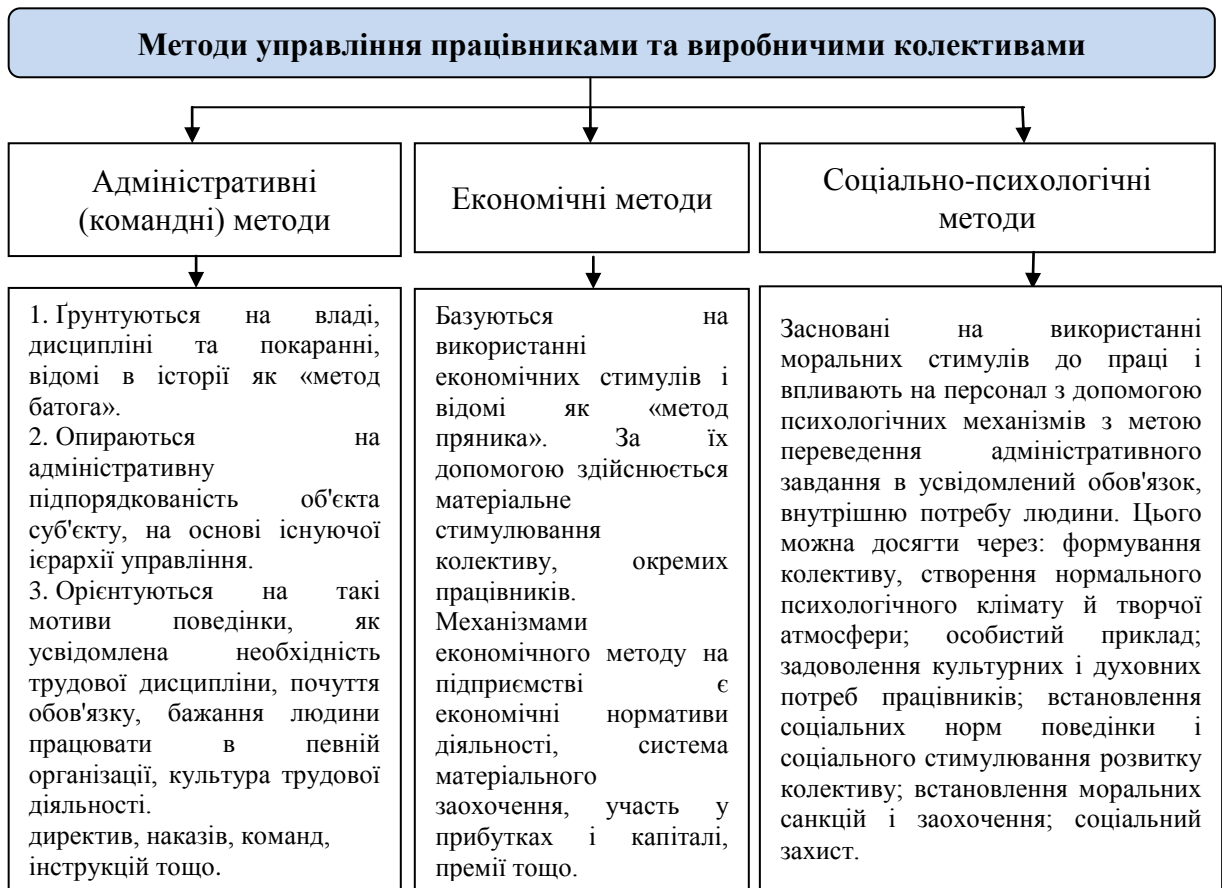 Методи управління працівниками та виробничими колективами
Адміністративні
(командні) методи
Економічні методи
Соціально-психологічні
методи
1. Ґрунтуються на владі,
дисципліні та покаранні,
відомі в історії як «метод
батога».
2. Опираються на
адміністративну
підпорядкованість об'єкта
суб'єкту, на основі існуючої
ієрархії управління.
3. Орієнтуються на такі
мотиви поведінки, як
усвідомлена необхідність
трудової дисципліни, почуття
обов'язку, бажання людини
працювати в певній
організації, культура трудової
діяльності.
директив, наказів, команд,
інструкцій тощо.
Базуються на
використанні
економічних стимулів і
відомі як «метод
пряника». За їх
допомогою здійснюється
матеріальне
стимулювання
колективу, окремих
працівників.
Механізмами
економічного методу на
підприємстві є
економічні нормативи
діяльності, система
матеріального
заохочення, участь у
прибутках і капіталі,
премії тощо.
Засновані на використанні
моральних стимулів до праці і
впливають на персонал з допомогою
психологічних механізмів з метою
переведення адміністративного
завдання в усвідомлений обов'язок,
внутрішню потребу людини. Цього
можна досягти через: формування
колективу, створення нормального
психологічного клімату й творчої
атмосфери; особистий приклад;
задоволення культурних і духовних
потреб працівників; встановлення
соціальних норм поведінки і
соціального стимулювання розвитку
колективу; встановлення моральних
санкцій і заохочення; соціальний
захист.